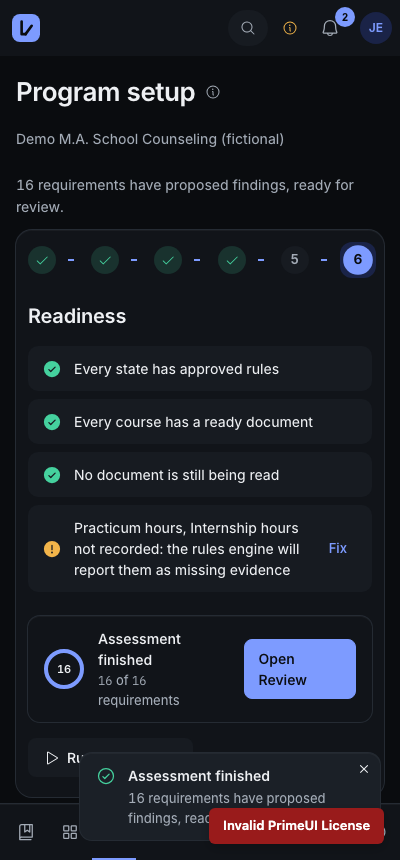 2
JE
Program setup
Demo M.A. School Counseling (fictional)
16 requirements have proposed findings, ready for
review.
5
6
Readiness
Every state has approved rules
Every course has a ready document
No document is still being read
Practicum hours, Internship hours
not recorded: the rules engine will
report them as missing evidence
Fix
16
Assessment
finished
16 of 16
requirements
Open
Review
Assessment finished
16 requirements have proposed
Invalid PrimeUI License